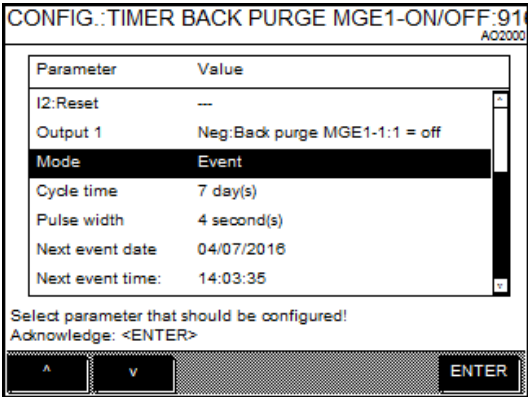 CONFIG.:TIMER BACK PURGE MGE1-ON/OFF:910
AO2000
Parameter Value
I2:Reset ---
Output 1 Neg:Back purge MGE1-1:1 = off
Mode Event
Cycle time 7 day(s)
Pulse width 4 second(s)
Next event date 04/07/2016
Next event time: 14:03:35
Select parameter that should be configured!
Acknowledge: <ENTER>
^ v ENTER